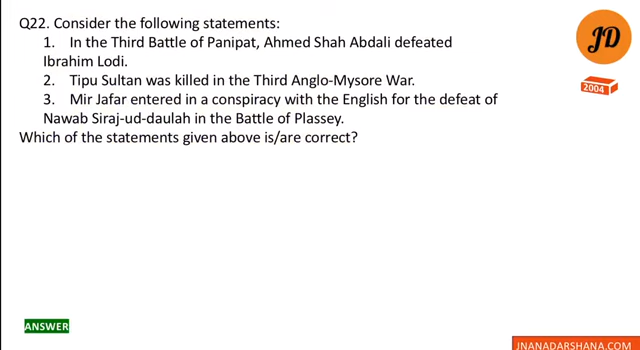 Q22. Consider the following statements:
1. In the Third Battle of Panipat, Ahmed Shah Abdali defeated
Ibrahim Lodi.
2. Tipu Sultan was killed in the Third Anglo-Mysore War.
3. Mir Jafar entered in a conspiracy with the English for the defeat of
Nawab Siraj-ud-daulah in the Battle of Plassey.
Which of the statements given above is/are correct?
JD
2004
ANSWER
JNANADARSHANA.COM